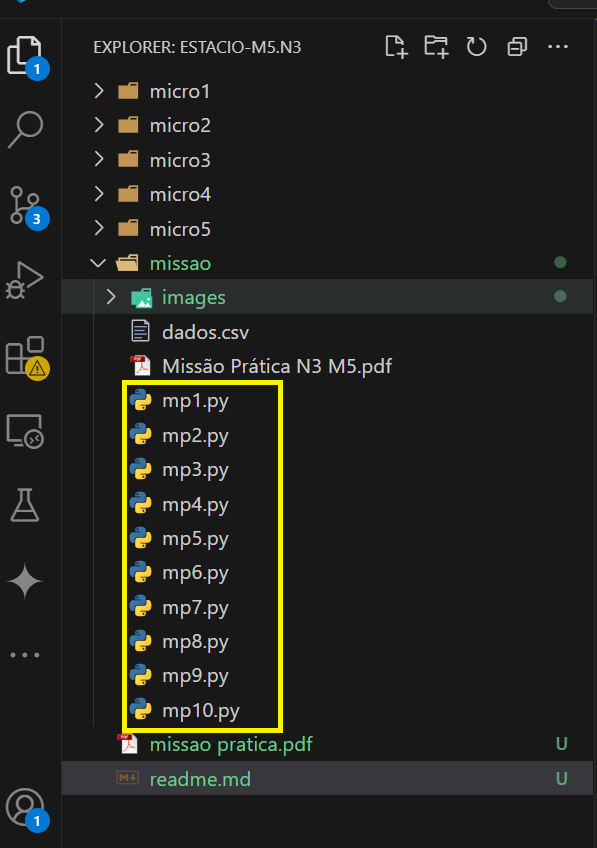 EXPLORER: ESTACIO-M5.N3
1
micro1
micro2
micro3
3
micro4
micro5
missao
images
dados.csv
Missão Prática N3 M5.pdf
mp1.py
mp2.py
mp3.py
mp4.py
mp5.py
mp6.py
mp7.py
mp8.py
mp9.py
mp10.py
missao pratica.pdf U
readme.md U
1